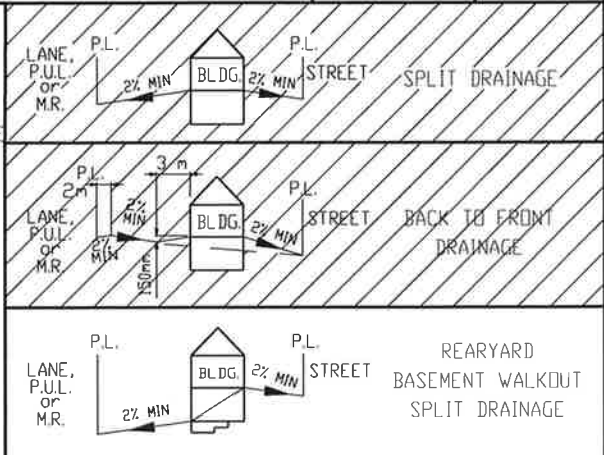 LANE,
P.U.L.
or
M.R.
P.L.
2% MIN
BLDG.
2% MIN
P.L.
STREET
SPLIT DRAINAGE
LANE,
P.U.L.
or
M.R.
P.L.
2m
2% MIN
2% MIN
3 m
150mm
BLDG.
2% MIN
P.L.
STREET
BACK TO FRONT
DRAINAGE
LANE,
P.U.L.
or
M.R.
P.L.
2% MIN
BLDG.
2% MIN
P.L.
STREET
REARYARD
BASEMENT WALKOUT
SPLIT DRAINAGE